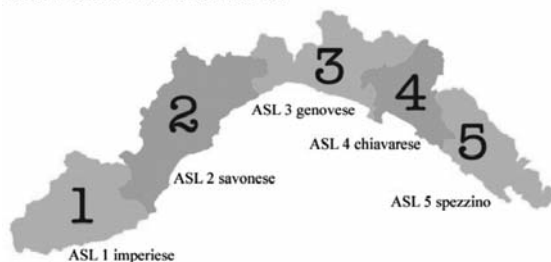 1
ASL 1 imperiese
2
ASL 2 savonese
3
ASL 3 genovese
4
ASL 4 chiavarese
5
ASL 5 spezzino